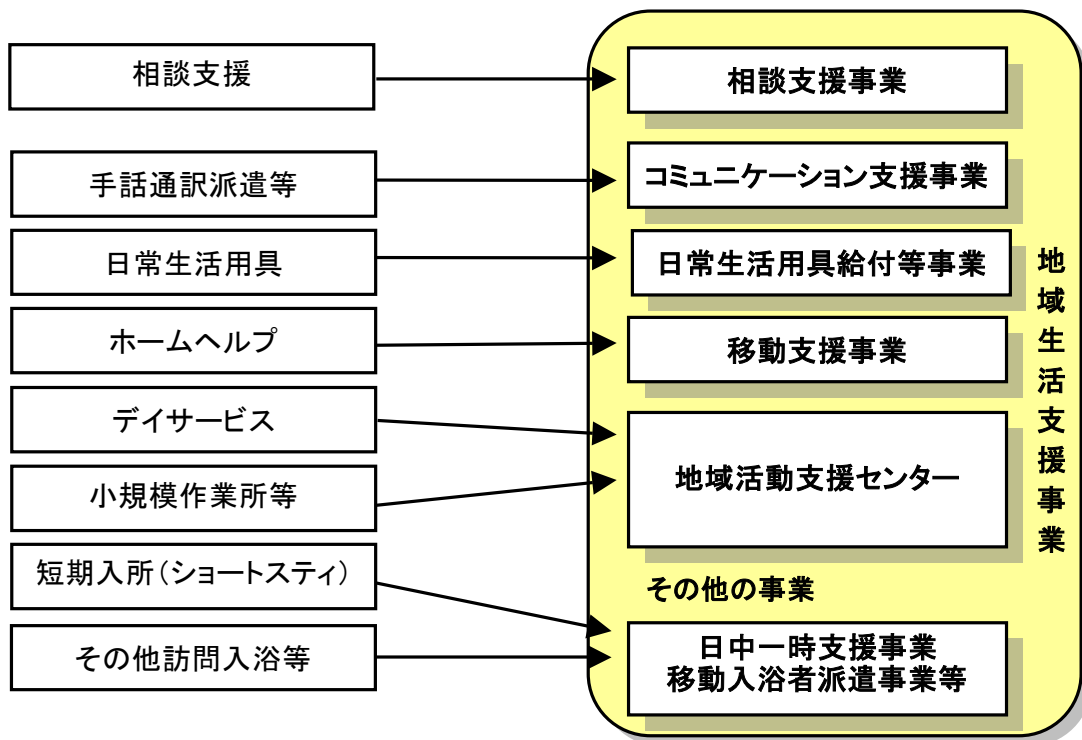 相談支援
手話通訳派遣等
日常生活用具
ホームヘルプ
デイサービス
小規模作業所等
短期入所(ショートスティ)
その他訪問入浴等
相談支援事業
コミュニケーション支援事業
日常生活用具給付等事業
移動支援事業
地域活動支援センター
その他の事業
日中一時支援事業
移動入浴者派遣事業等
地域生活支援事業